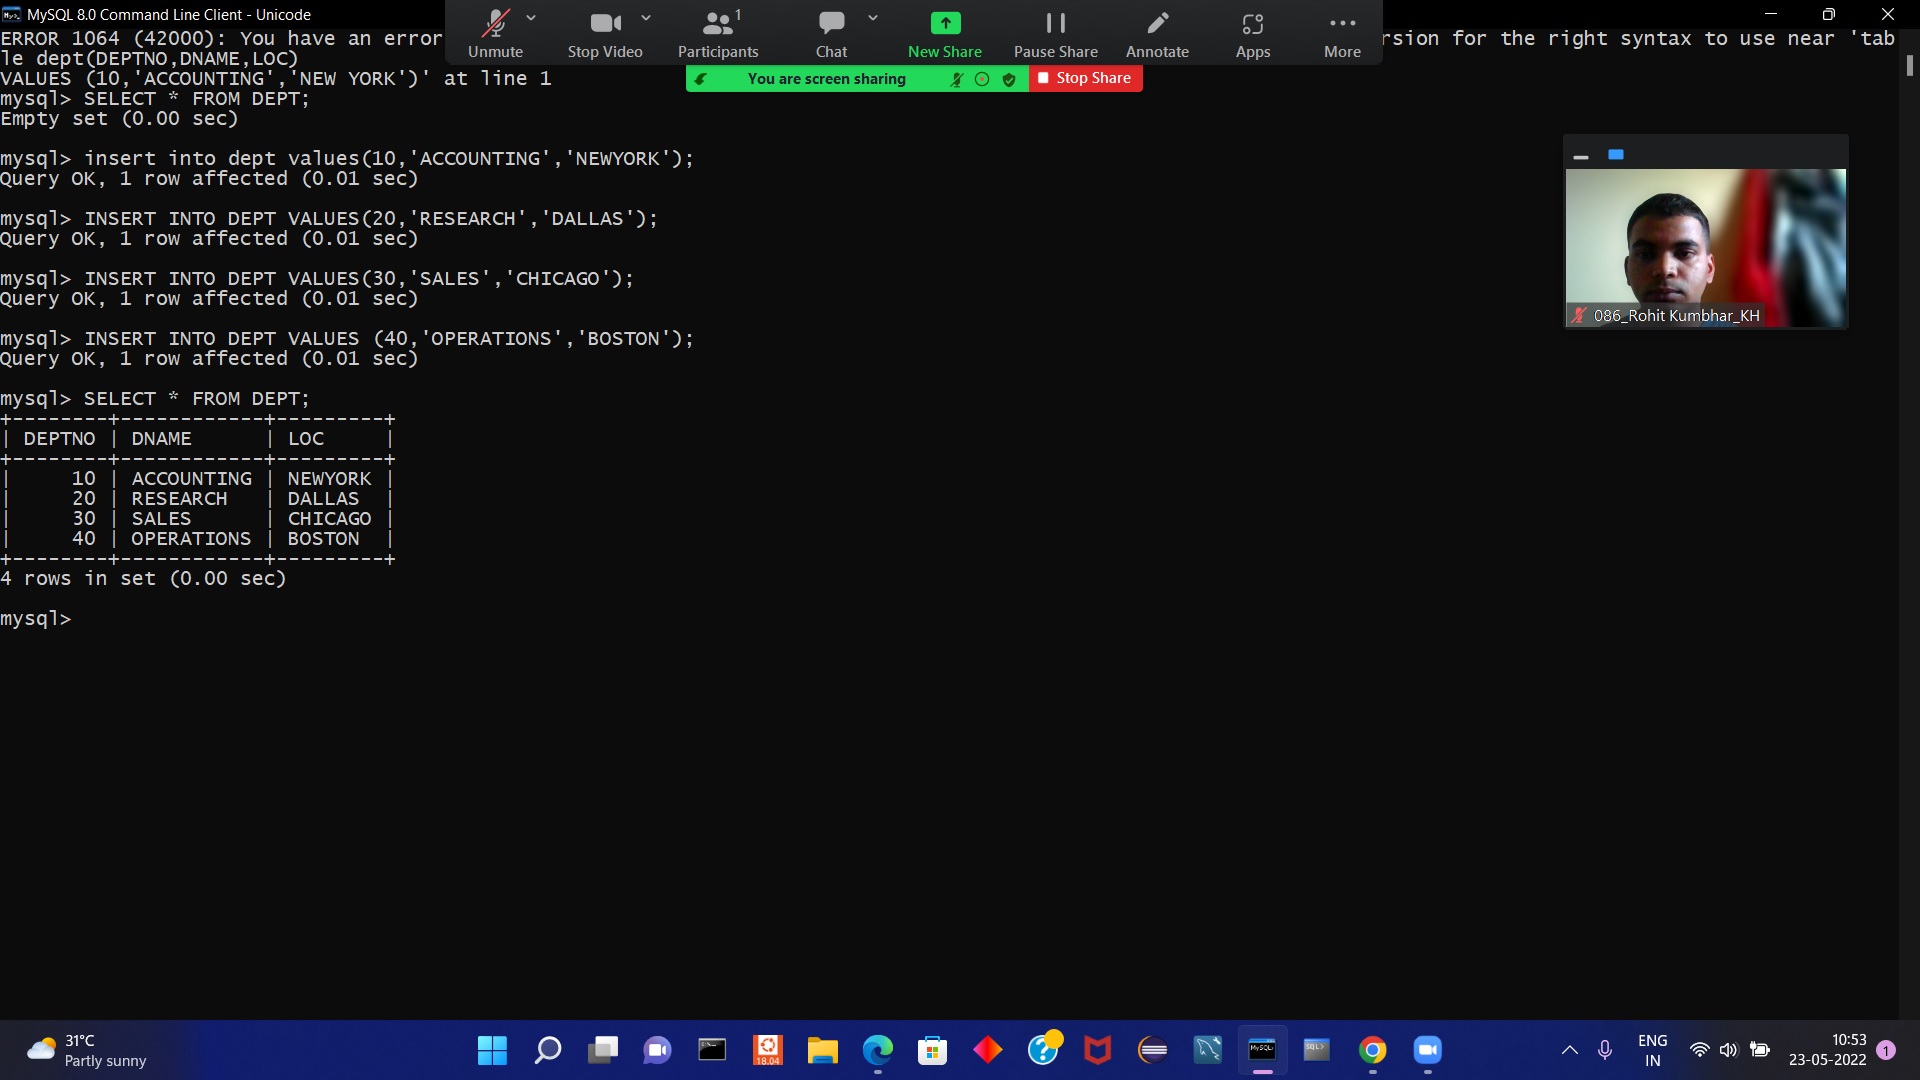 MySQL 8.0 Command Line Client - Unicode
Unmute
Stop Video
1
Participants
Chat
New Share
Pause Share
Annotate
Apps
More
You are screen sharing
Stop Share
ERROR 1064 (42000): You have an error rsion for the right syntax to use near 'tab
le dept(DEPTNO,DNAME,LOC)
VALUES (10,'ACCOUNTING','NEW YORK')' at line 1
mysql> SELECT * FROM DEPT;
Empty set (0.00 sec)
mysql> insert into dept values(10,'ACCOUNTING','NEWYORK');
Query OK, 1 row affected (0.01 sec)
mysql> INSERT INTO DEPT VALUES(20,'RESEARCH','DALLAS');
Query OK, 1 row affected (0.01 sec)
mysql> INSERT INTO DEPT VALUES(30,'SALES','CHICAGO');
Query OK, 1 row affected (0.01 sec)
mysql> INSERT INTO DEPT VALUES (40,'OPERATIONS','BOSTON');
Query OK, 1 row affected (0.01 sec)
mysql> SELECT * FROM DEPT;
+--------+------------+---------+
| DEPTNO | DNAME      | LOC     |
+--------+------------+---------+
|     10 | ACCOUNTING | NEWYORK |
|     20 | RESEARCH   | DALLAS  |
|     30 | SALES      | CHICAGO |
|     40 | OPERATIONS | BOSTON  |
+--------+------------+---------+
4 rows in set (0.00 sec)
mysql>
086_Rohit Kumbhar_KH
31°C
Partly sunny
18.04
MySQL>
SQL>
ENG
IN
10:53
23-05-2022
1